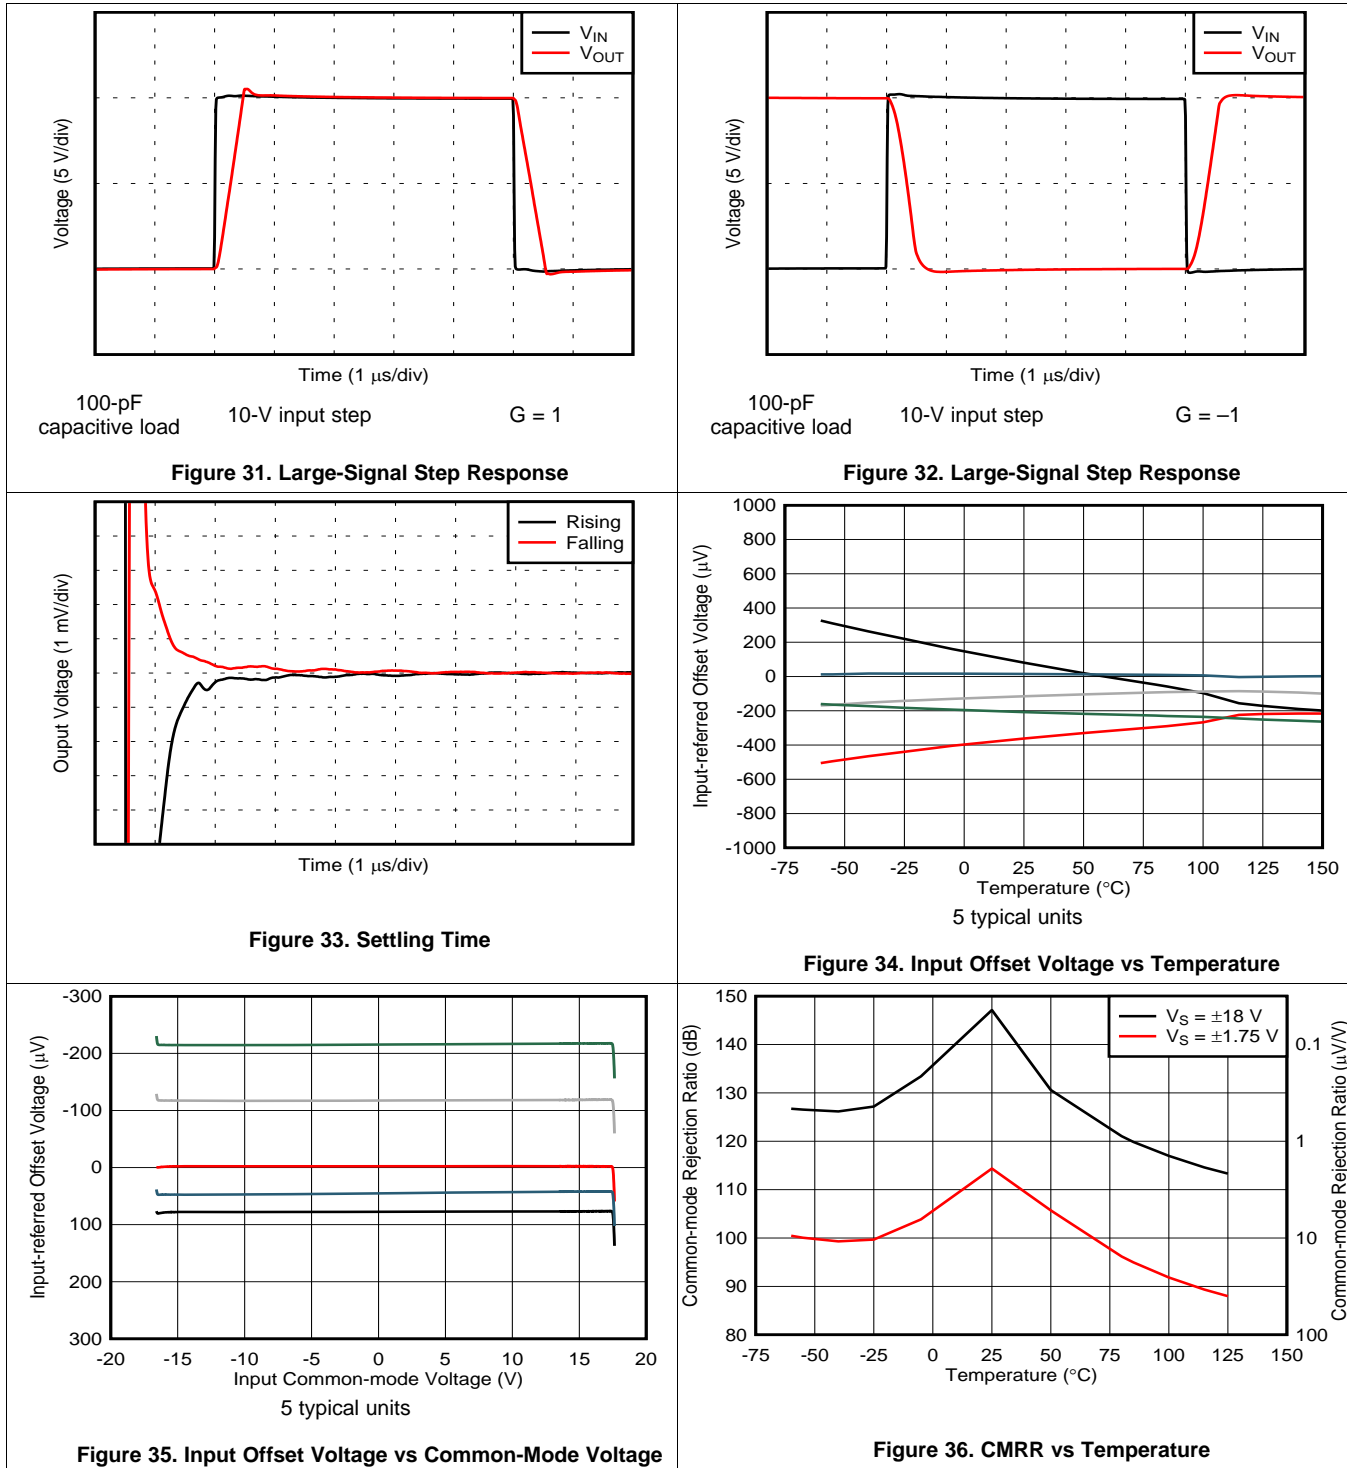 V_IN
V_OUT
Voltage (5 V/div)
Time (1 μs/div)
100-pF
capacitive load
10-V input step
G = 1
Figure 31. Large-Signal Step Response
V_IN
V_OUT
Voltage (5 V/div)
Time (1 μs/div)
100-pF
capacitive load
10-V input step
G = –1
Figure 32. Large-Signal Step Response
Rising
Falling
Ouput Voltage (1 mV/div)
Time (1 μs/div)
Figure 33. Settling Time
1000
800
600
400
200
0
-200
-400
-600
-800
-1000
Input-referred Offset Voltage (μV)
-75 -50 -25 0 25 50 75 100 125 150
Temperature (°C)
5 typical units
Figure 34. Input Offset Voltage vs Temperature
-300
-200
-100
0
100
200
300
Input-referred Offset Voltage (μV)
-20 -15 -10 -5 0 5 10 15 20
Input Common-mode Voltage (V)
5 typical units
Figure 35. Input Offset Voltage vs Common-Mode Voltage
V_S = ±18 V
V_S = ±1.75 V
150
140
130
120
110
100
90
80
Common-mode Rejection Ratio (dB)
0.1
1
10
100
Common-mode Rejection Ratio (μV/V)
-75 -50 -25 0 25 50 75 100 125 150
Temperature (°C)
Figure 36. CMRR vs Temperature